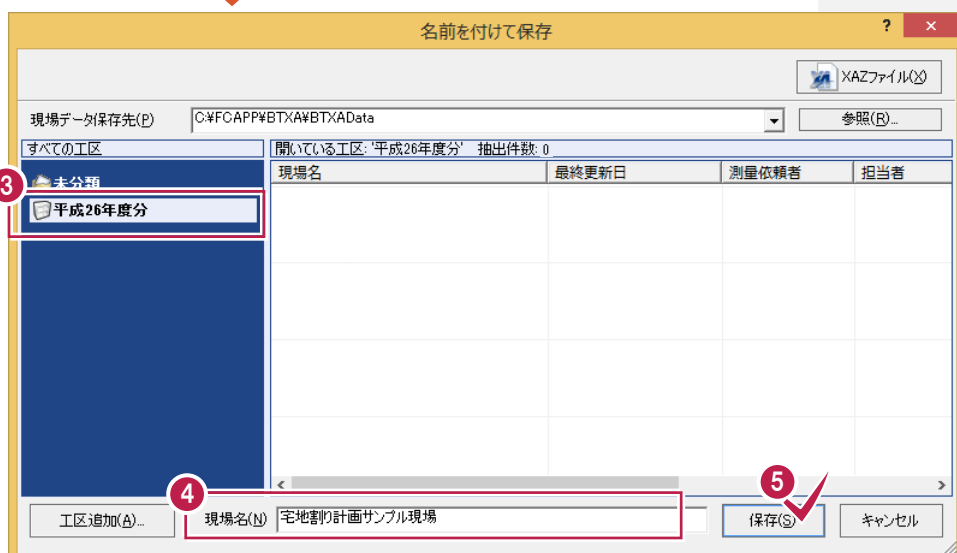 名前を付けて保存
? ×
XAZファイル(X)
現場データ保存先(P) C:¥FCAPP¥BTXA¥BTXAData 参照(R)...
すべての工区 開いている工区: '平成26年度分' 抽出件数: 0
現場名 最終更新日 測量依頼者 担当者
未分類
3
平成26年度分
< >
4 5
工区追加(A)... 現場名(N) 宅地割り計画サンプル現場 保存(S) キャンセル